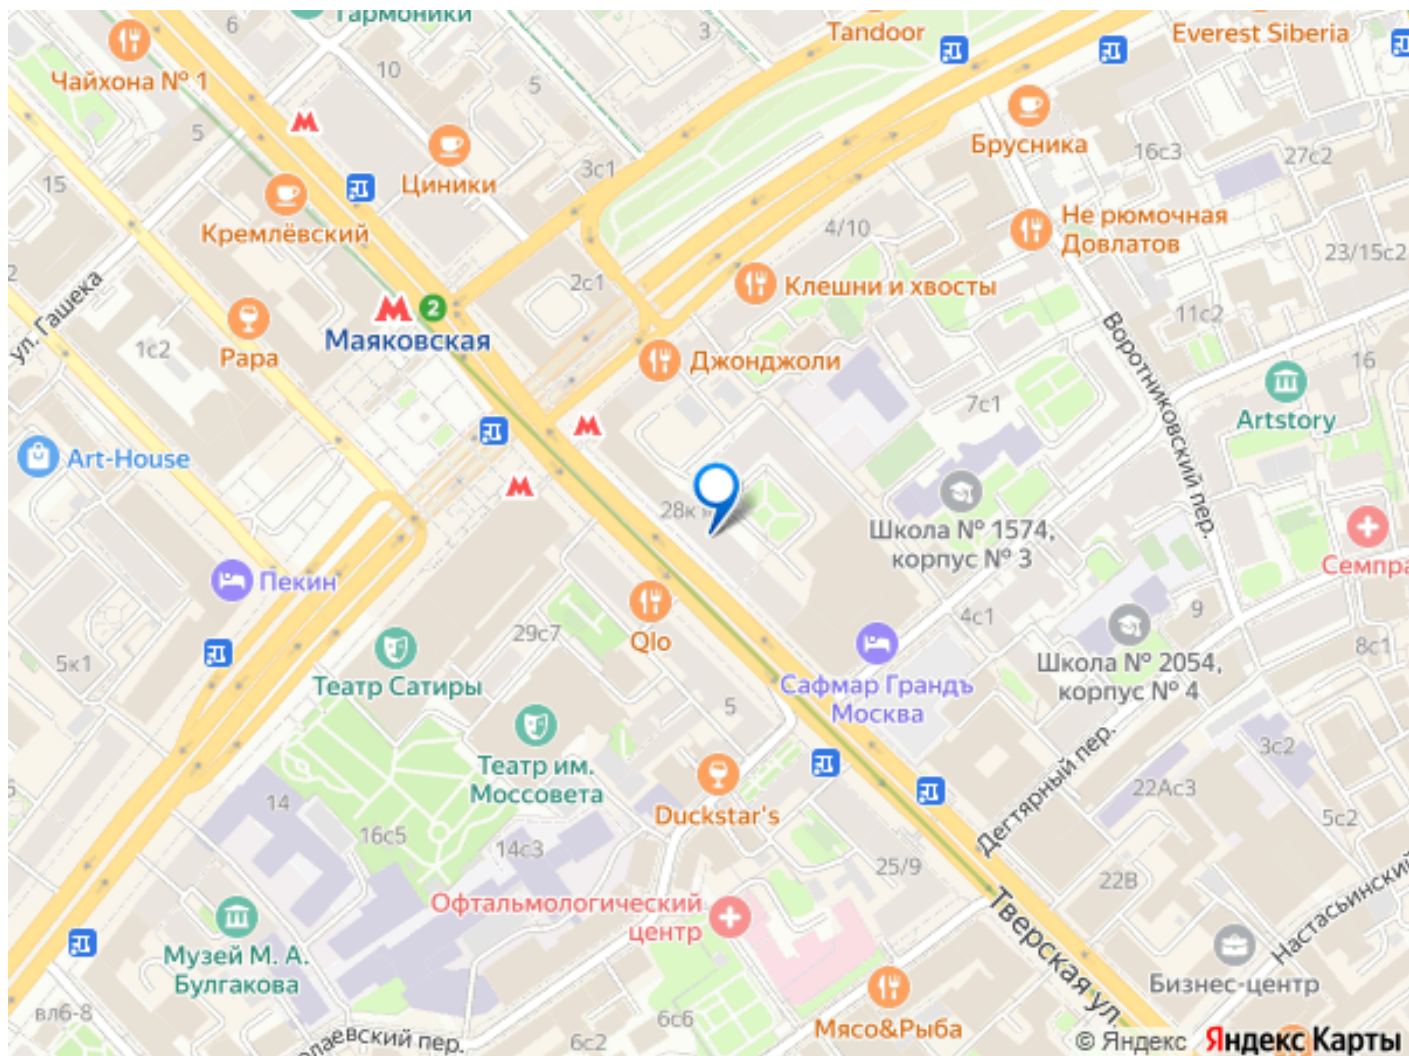 Гармоники
6
3
Tandoor
Everest Siberia
Чайхона № 1
10
5
5
Циники
3с1
Брусника
16с3
27с2
15
Кремлёвский
4/10
Не рюмочная
Довлатов
23/15с2
2
2с1
Клешни и хвосты
ул. Гашека
2
Маяковская
11с2
1с2
Papa
Джонджоли
16
Воротниковский пер.
7с1
Artstory
Art-House
28к
Школа № 1574,
корпус № 3
Семпра
Пекин
9
4с1
Qlo
29с7
8с1
5к1
Школа № 2054,
корпус № 4
Театр Сатиры
Сафмар Грандъ
Москва
5
3с2
Театр им.
Моссовета
Дегтярный пер.
22Ас3
14
Duckstar's
5с2
16с5
14с3
25/9
22В
Офтальмологический
центр
Тверская ул.
Настасьинский
Музей М. А.
Булгакова
Бизнес-центр
вл6-8
6с6
Мясо&Рыба
лаевский пер.
6с2
© Яндекс Яндекс Карты